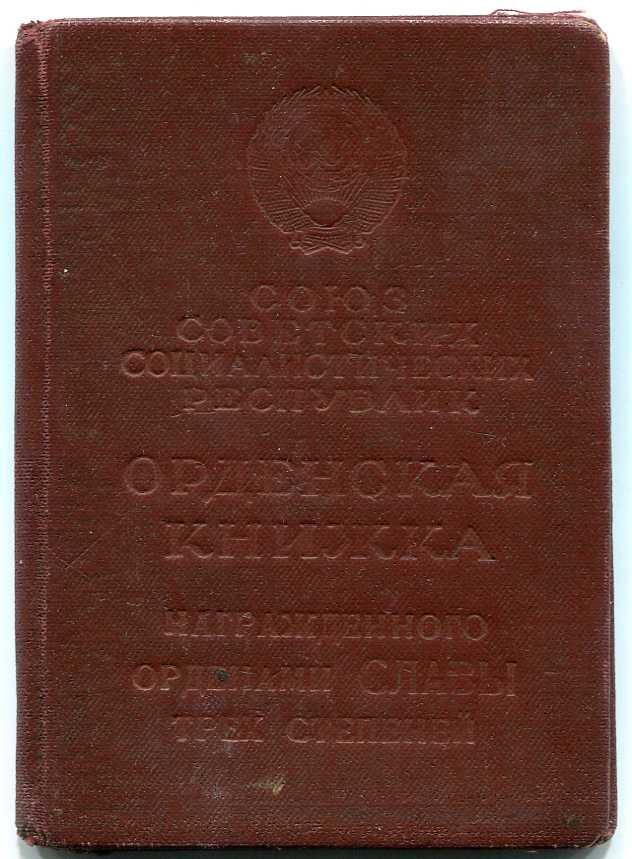 СОЮЗ
СОВЕТСКИХ
СОЦИАЛИСТИЧЕСКИХ
РЕСПУБЛИК
ОРДЕНСКАЯ
КНИЖКА
НАГРАЖДЕННОГО
ОРДЕНАМИ СЛАВЫ
ТРЕХ СТЕПЕНЕЙ